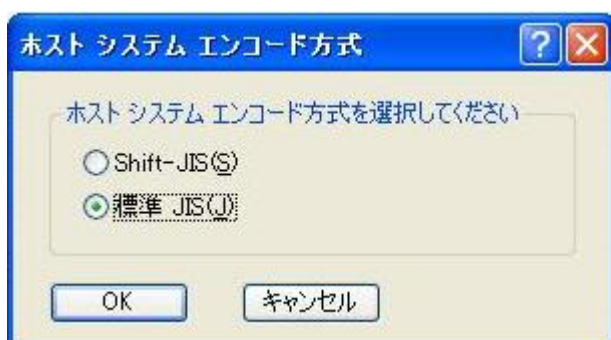 ホスト システム エンコード方式
ホスト システム エンコード方式を選択してください
Shift-JIS(S)
標準 JIS(J)
OK
キャンセル